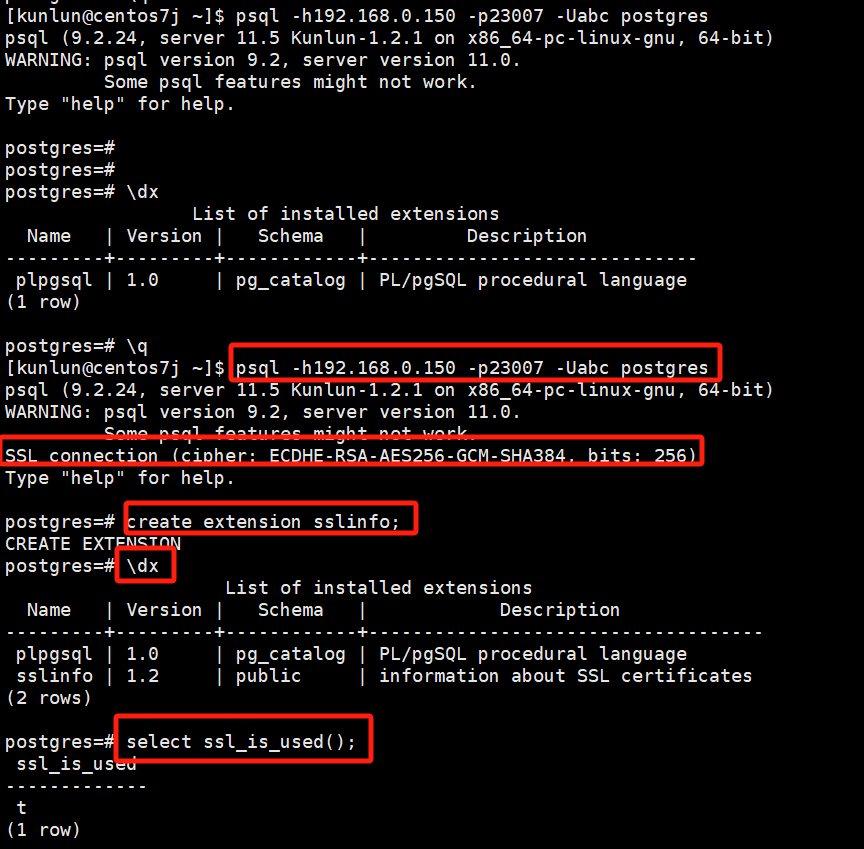 [kunlun@centos7j ~]$ psql -h192.168.0.150 -p23007 -Uabc postgres
psql (9.2.24, server 11.5 Kunlun-1.2.1 on x86_64-pc-linux-gnu, 64-bit)
WARNING: psql version 9.2, server version 11.0.
         Some psql features might not work.
Type "help" for help.

postgres=#
postgres=#
postgres=# \dx
                 List of installed extensions
  Name   | Version |   Schema   |         Description
---------+---------+------------+------------------------------
 plpgsql | 1.0     | pg_catalog | PL/pgSQL procedural language
(1 row)

postgres=# \q
[kunlun@centos7j ~]$ psql -h192.168.0.150 -p23007 -Uabc postgres
psql (9.2.24, server 11.5 Kunlun-1.2.1 on x86_64-pc-linux-gnu, 64-bit)
WARNING: psql version 9.2, server version 11.0.
         Some psql features might not work.
SSL connection (cipher: ECDHE-RSA-AES256-GCM-SHA384, bits: 256)
Type "help" for help.

postgres=# create extension sslinfo;
CREATE EXTENSION
postgres=# \dx
                    List of installed extensions
  Name   | Version |   Schema   |            Description
---------+---------+------------+------------------------------------
 plpgsql | 1.0     | pg_catalog | PL/pgSQL procedural language
 sslinfo | 1.2     | public     | information about SSL certificates
(2 rows)

postgres=# select ssl_is_used();
 ssl_is_used
-------------
 t
(1 row)